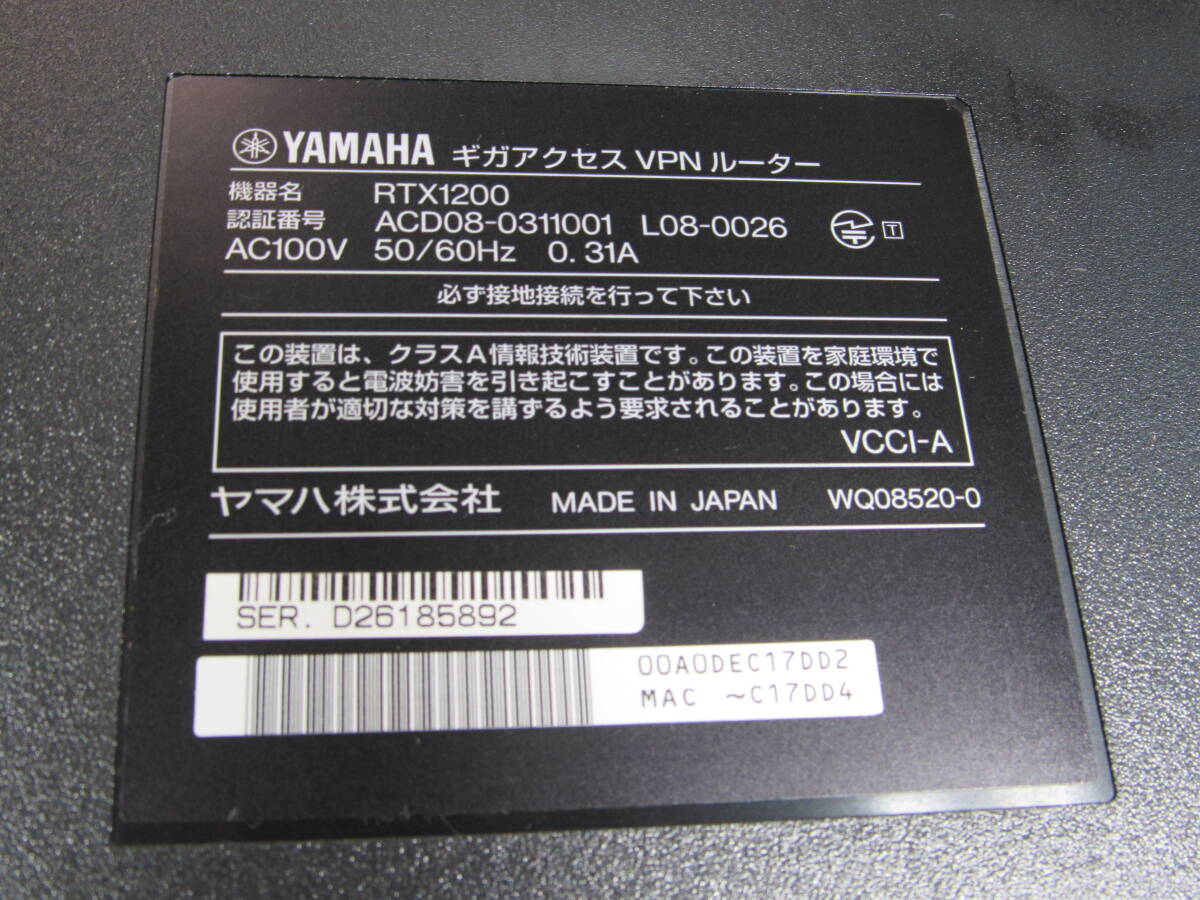 YAMAHA ギガアクセス VPN ルーター
機器名 RTX1200
認証番号 ACD08-0311001 L08-0026 T
AC100V 50/60Hz 0.31A
必ず接地接続を行って下さい
この装置は、クラスA情報技術装置です。この装置を家庭環境で
使用すると電波妨害を引き起こすことがあります。この場合には
使用者が適切な対策を講ずるよう要求されることがあります。
VCCI-A
ヤマハ株式会社 MADE IN JAPAN WQ08520-0
SER. D26185892
00A0DEC17DD2
MAC ~C17DD4